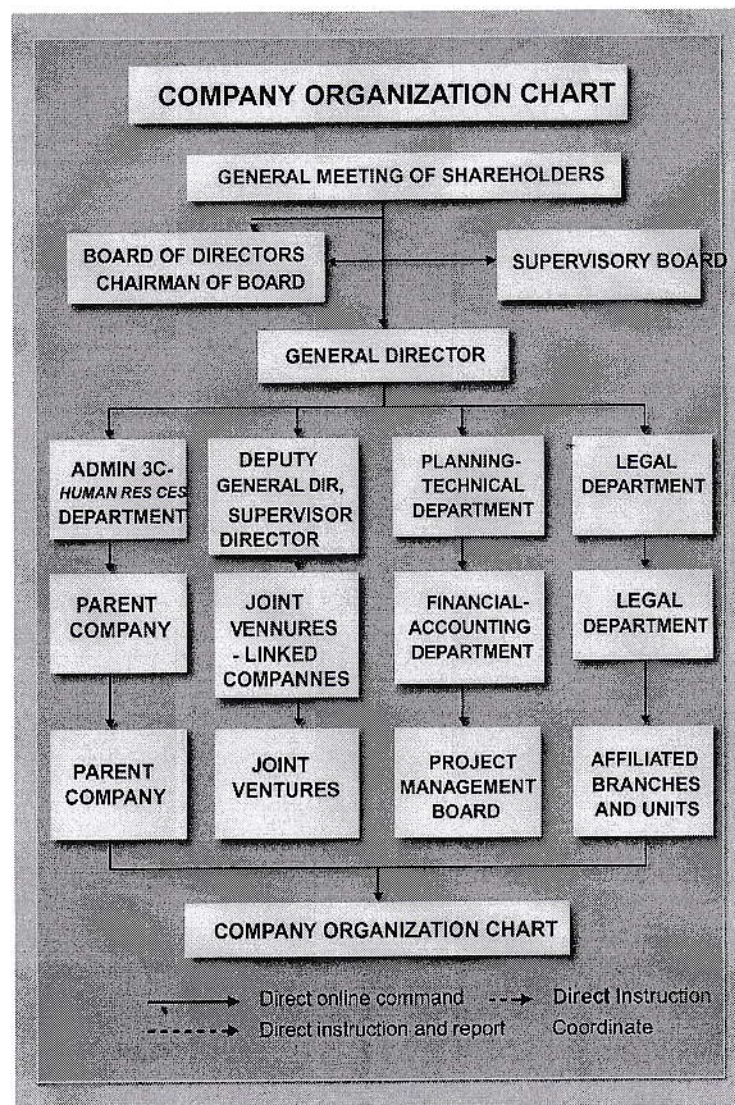 COMPANY ORGANIZATION CHART
GENERAL MEETING OF SHAREHOLDERS
BOARD OF DIRECTORS
CHAIRMAN OF BOARD
SUPERVISORY BOARD
GENERAL DIRECTOR
ADMIN 3C-
HUMAN RES CES
DEPARTMENT
DEPUTY
GENERAL DIR,
SUPERVISOR
DIRECTOR
PLANNING-
TECHNICAL
DEPARTMENT
LEGAL
DEPARTMENT
PARENT
COMPANY
JOINT
VENNURES
- LINKED
COMPANNES
FINANCIAL-
ACCOUNTING
DEPARTMENT
LEGAL
DEPARTMENT
PARENT
COMPANY
JOINT
VENTURES
PROJECT
MANAGEMENT
BOARD
AFFILIATED
BRANCHES
AND UNITS
COMPANY ORGANIZATION CHART
Direct online command
Direct Instruction
Direct instruction and report
Coordinate